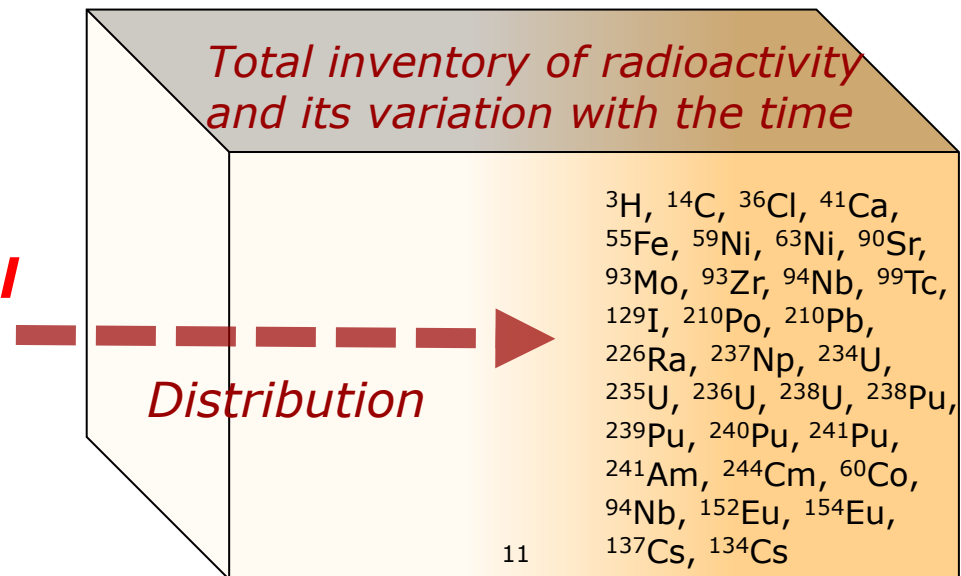 Total inventory of radioactivity
and its variation with the time
³H, ¹⁴C, ³⁶Cl, ⁴¹Ca,
⁵⁵Fe, ⁵⁹Ni, ⁶³Ni, ⁹⁰Sr,
⁹³Mo, ⁹³Zr, ⁹⁴Nb, ⁹⁹Tc,
¹²⁹I, ²¹⁰Po, ²¹⁰Pb,
²²⁶Ra, ²³⁷Np, ²³⁴U,
²³⁵U, ²³⁶U, ²³⁸U, ²³⁸Pu,
²³⁹Pu, ²⁴⁰Pu, ²⁴¹Pu,
²⁴¹Am, ²⁴⁴Cm, ⁶⁰Co,
⁹⁴Nb, ¹⁵²Eu, ¹⁵⁴Eu,
¹³⁷Cs, ¹³⁴Cs
Distribution
11